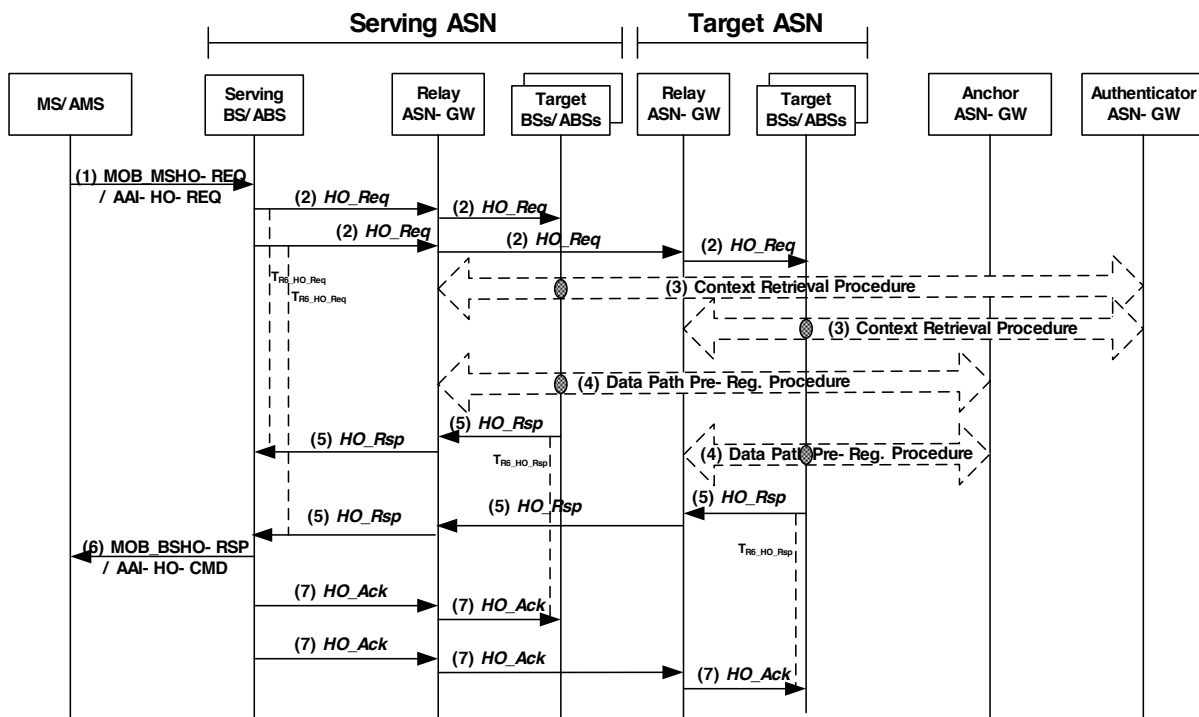 Serving ASN
Target ASN
MS/ AMS
Serving
BS/ ABS
Relay
ASN- GW
Target
BSs/ ABSs
Relay
ASN- GW
Target
BSs/ ABSs
Anchor
ASN- GW
Authenticator
ASN- GW
(1) MOB_MSHO- REQ
/ AAI- HO- REQ
(2) HO_Req
(2) HO_Req
(2) HO_Req
(2) HO_Req
(2) HO_Req
TR6_HO_Req
TR6_HO_Req
(3) Context Retrieval Procedure
(3) Context Retrieval Procedure
(4) Data Path Pre- Reg. Procedure
(5) HO_Rsp
(5) HO_Rsp
TR6_HO_Rsp
(4) Data Path Pre- Reg. Procedure
(5) HO_Rsp
(5) HO_Rsp
(5) HO_Rsp
(6) MOB_BSHO- RSP
/ AAI- HO- CMD
TR6_HO_Rsp
(7) HO_Ack
(7) HO_Ack
(7) HO_Ack
(7) HO_Ack
(7) HO_Ack